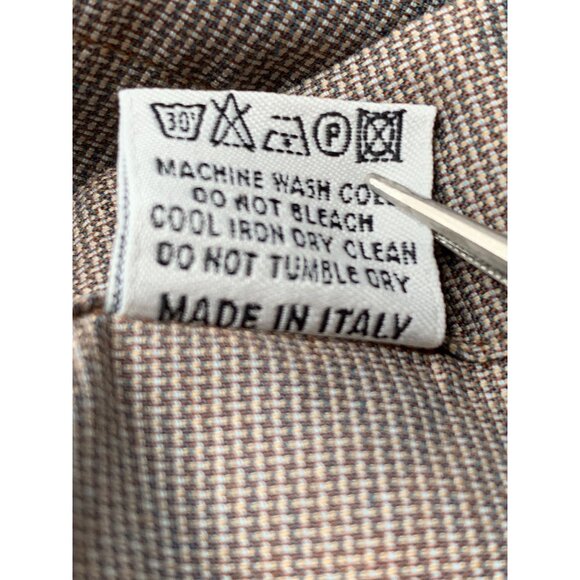 30° P
MACHINE WASH COLD
DO NOT BLEACH
COOL IRON DRY CLEAN
DO NOT TUMBLE DRY
MADE IN ITALY